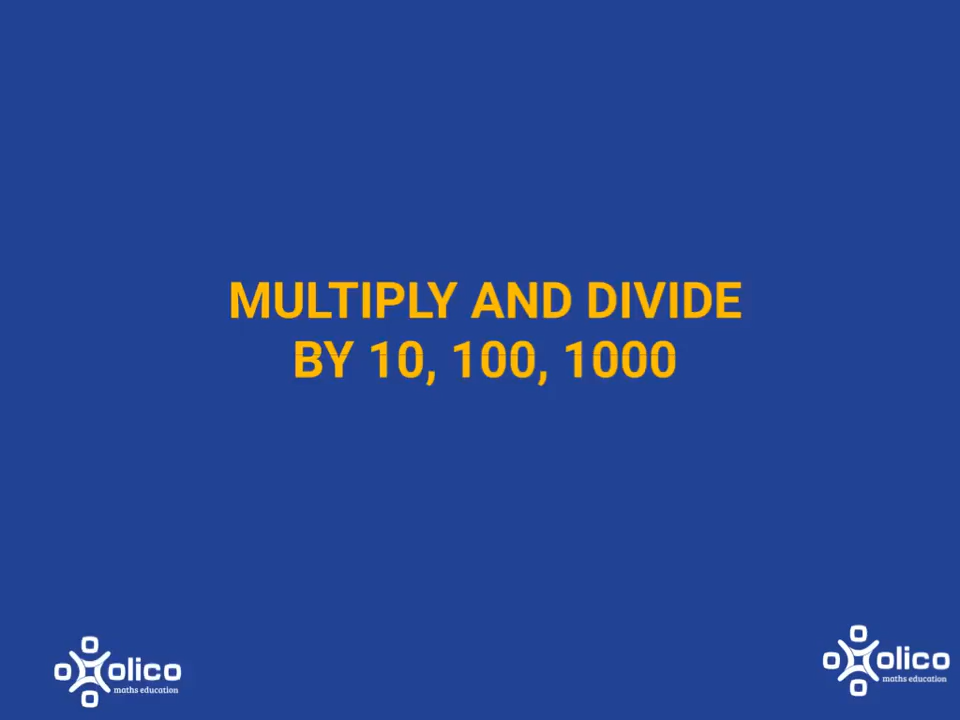 MULTIPLY AND DIVIDE
BY 10, 100, 1000
olico
maths education
olico
maths education